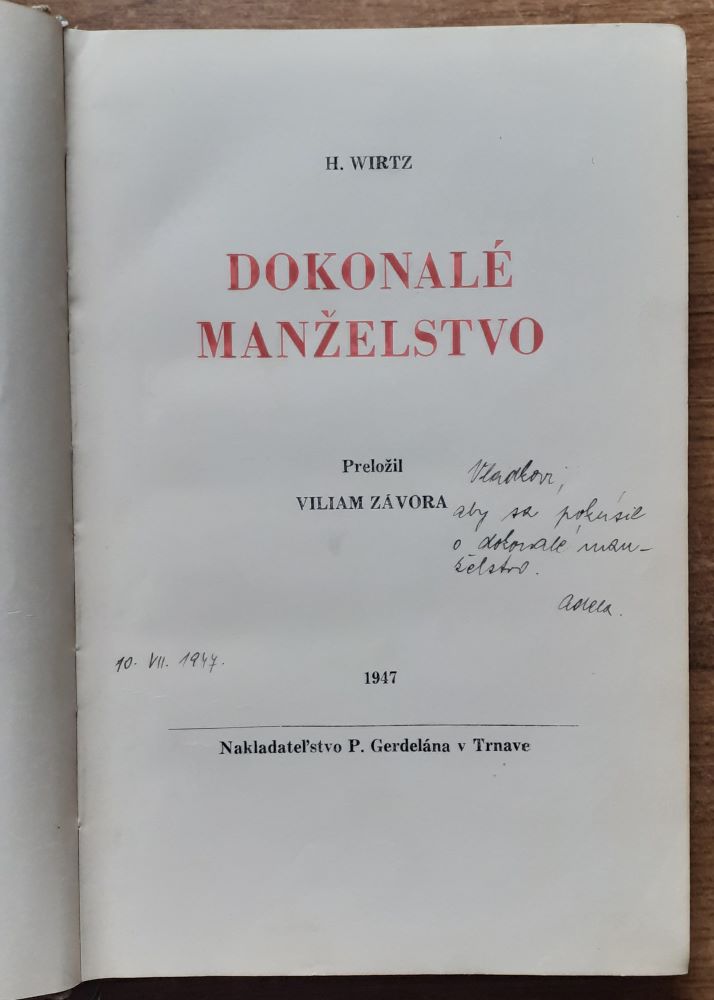 H. WIRTZ
DOKONALÉ
MANŽELSTVO
Preložil
VILIAM ZÁVORA
Vladkovi,
aby sa pokúsil
o dokonalé man-
želstvo.
Adela.
10. VII. 1947.
1947
Nakladateľstvo P. Gerdelána v Trnave